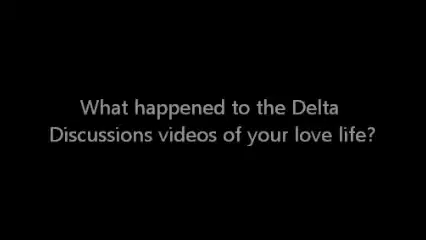 What happened to the Delta
Discussions videos of your love life?